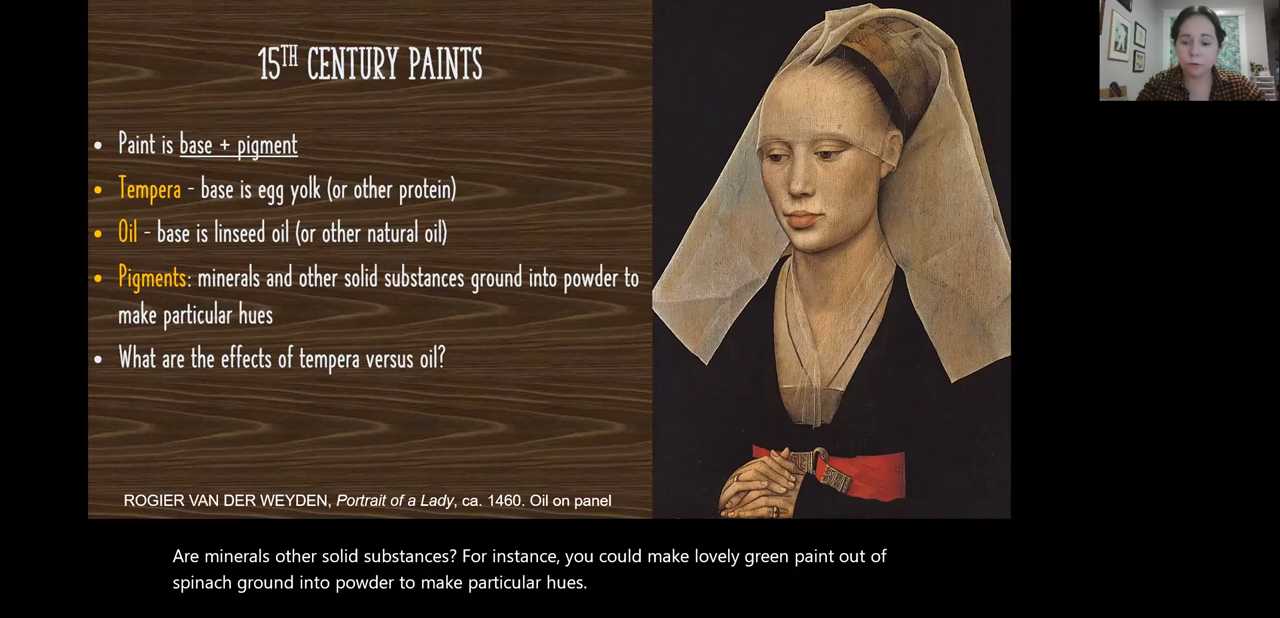 15TH CENTURY PAINTS
• Paint is base + pigment
• Tempera - base is egg yolk (or other protein)
• Oil - base is linseed oil (or other natural oil)
• Pigments: minerals and other solid substances ground into powder to
make particular hues
• What are the effects of tempera versus oil?
ROGIER VAN DER WEYDEN, Portrait of a Lady, ca. 1460. Oil on panel
Are minerals other solid substances? For instance, you could make lovely green paint out of
spinach ground into powder to make particular hues.